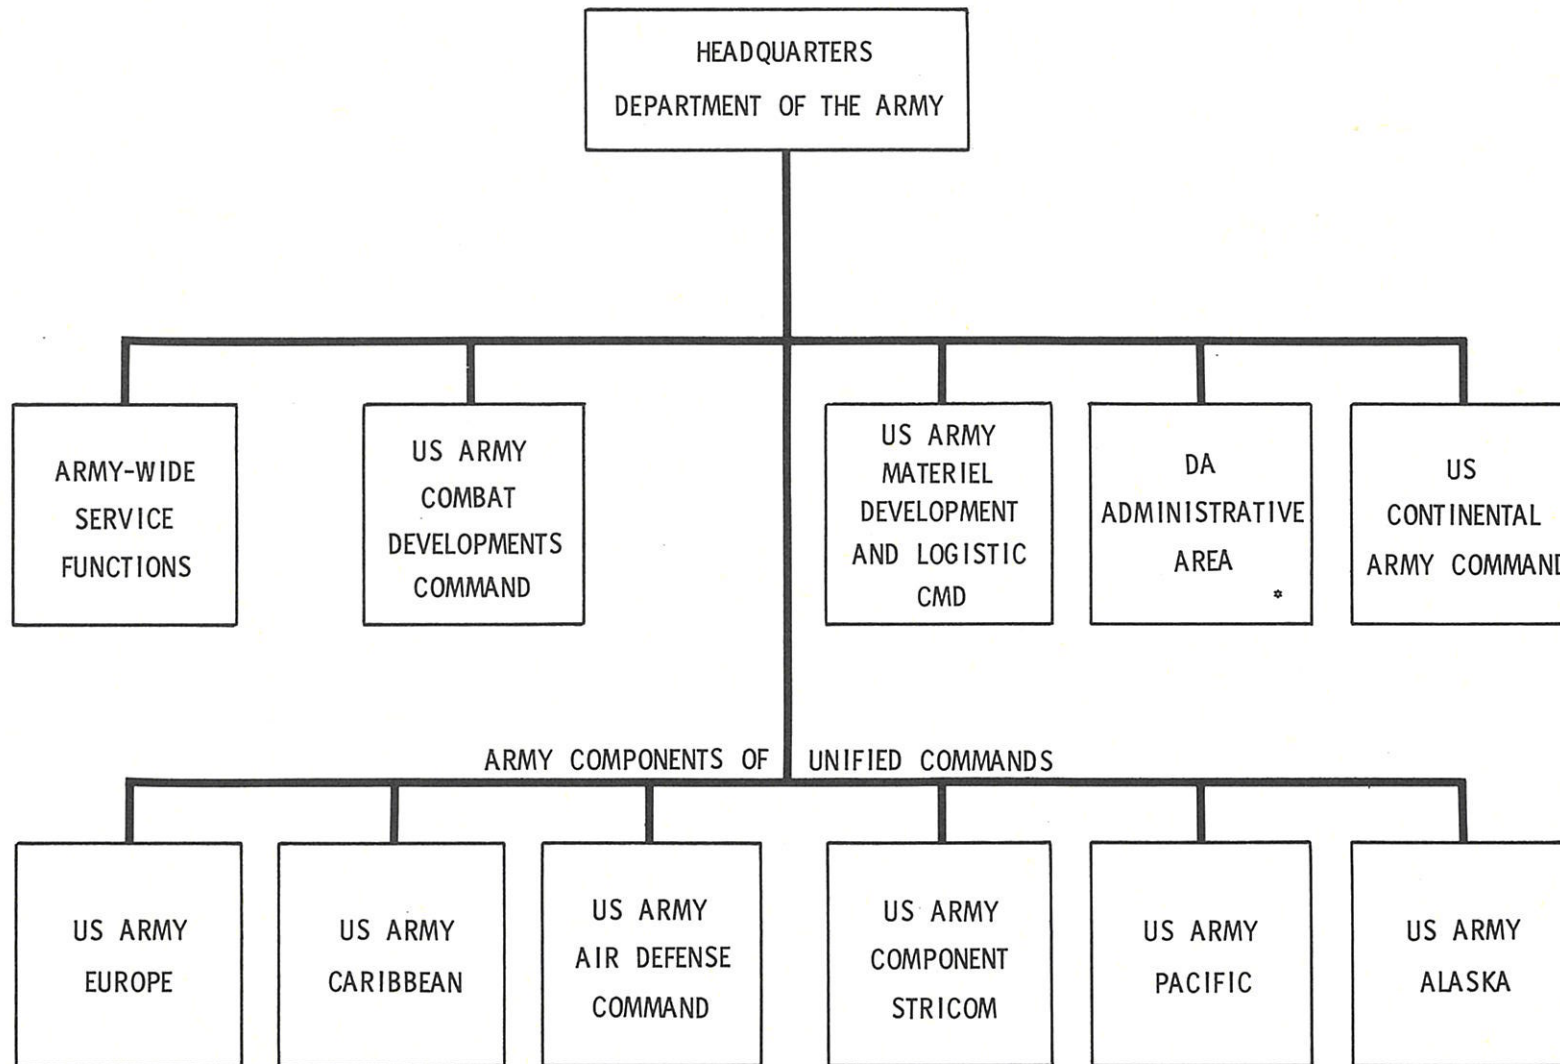 HEADQUARTERS
DEPARTMENT OF THE ARMY
ARMY-WIDE
SERVICE
FUNCTIONS
US ARMY
COMBAT
DEVELOPMENTS
COMMAND
US ARMY
MATERIEL
DEVELOPMENT
AND LOGISTIC
CMD
DA
ADMINISTRATIVE
AREA
*
US
CONTINENTAL
ARMY COMMAND
ARMY COMPONENTS OF UNIFIED COMMANDS
US ARMY
EUROPE
US ARMY
CARIBBEAN
US ARMY
AIR DEFENSE
COMMAND
US ARMY
COMPONENT
STRICOM
US ARMY
PACIFIC
US ARMY
ALASKA